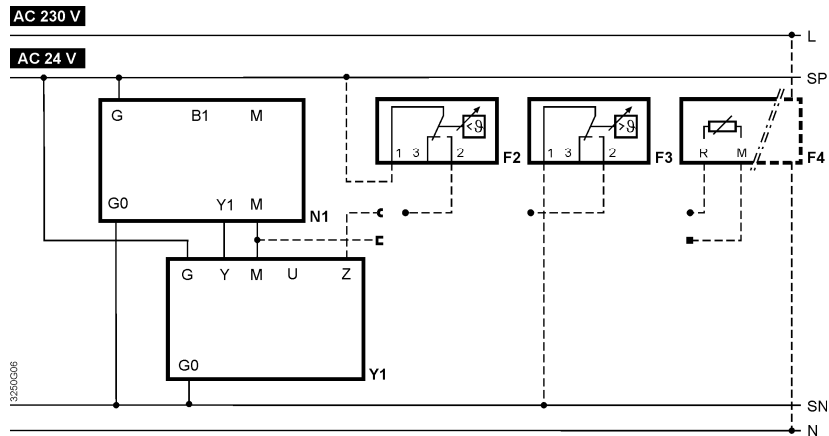 AC 230 V
L
AC 24 V
SP
G B1 M
G0 Y1 M
N1
<ϑ
1 3 2
F2
>ϑ
1 3 2
F3
R M
F4
G Y M U Z
G0
Y1
3250G06
SN
N